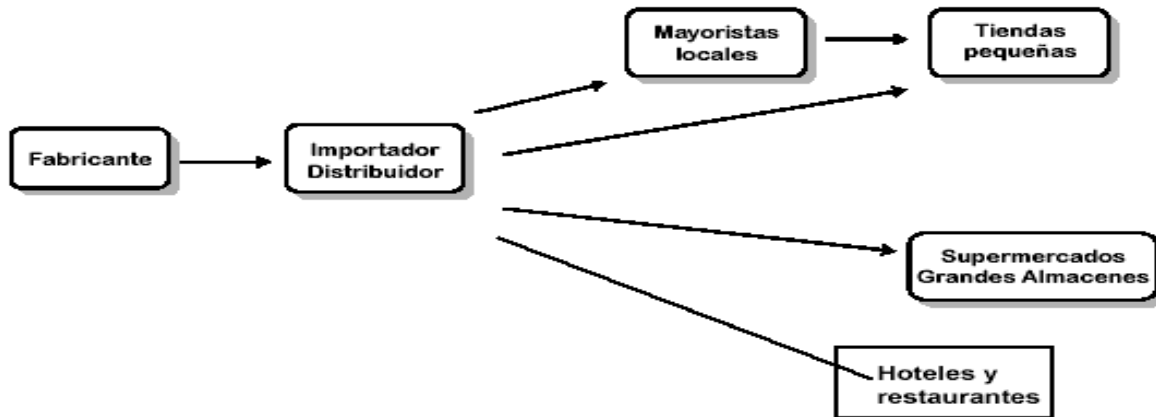 Mayoristas
locales
Tiendas
pequeñas
Fabricante
Importador
Distribuidor
Supermercados
Grandes Almacenes
Hoteles y
restaurantes